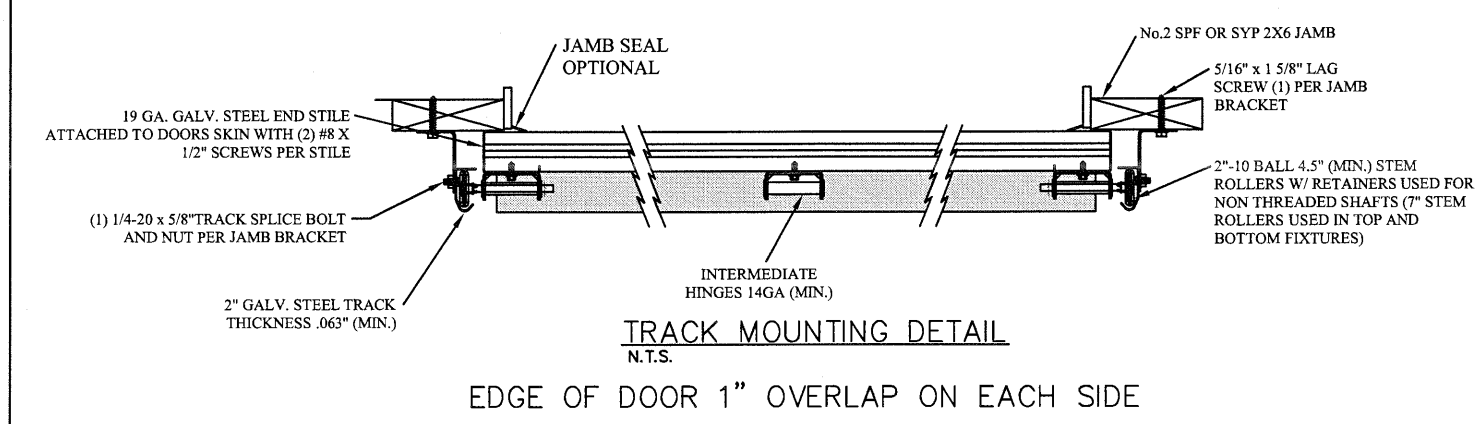 JAMB SEAL
OPTIONAL
No.2 SPF OR SYP 2X6 JAMB
5/16" x 1 5/8" LAG
SCREW (1) PER JAMB
BRACKET
19 GA. GALV. STEEL END STILE
ATTACHED TO DOORS SKIN WITH (2) #8 X
1/2" SCREWS PER STILE
2"-10 BALL 4.5" (MIN.) STEM
ROLLERS W/ RETAINERS USED FOR
NON THREADED SHAFTS (7" STEM
ROLLERS USED IN TOP AND
BOTTOM FIXTURES)
(1) 1/4-20 x 5/8"TRACK SPLICE BOLT
AND NUT PER JAMB BRACKET
INTERMEDIATE
HINGES 14GA (MIN.)
2" GALV. STEEL TRACK
THICKNESS .063" (MIN.)
TRACK MOUNTING DETAIL
N.T.S.
EDGE OF DOOR 1" OVERLAP ON EACH SIDE